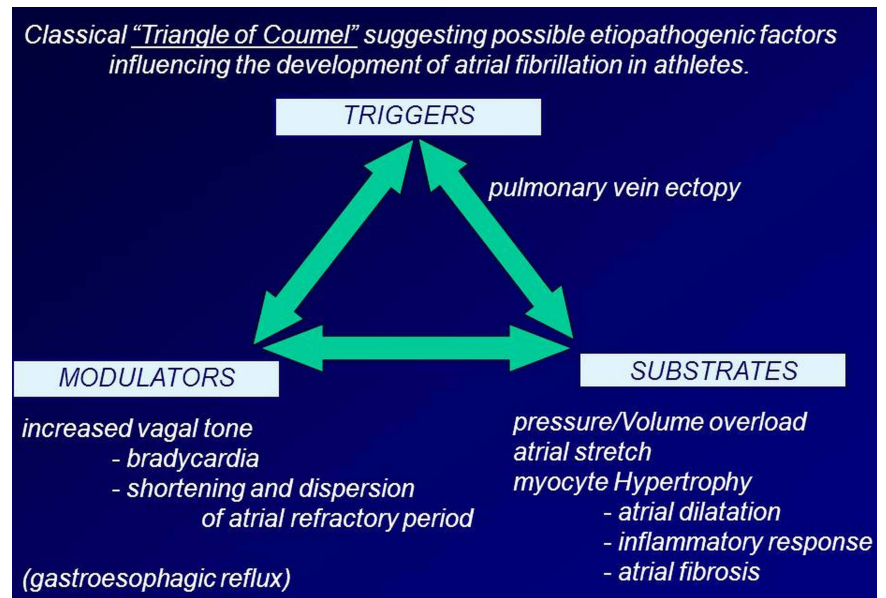 Classical “Triangle of Coumel” suggesting possible etiopathogenic factors
influencing the development of atrial fibrillation in athletes.
TRIGGERS
pulmonary vein ectopy
MODULATORS
increased vagal tone
- bradycardia
- shortening and dispersion
of atrial refractory period
(gastroesophagic reflux)
SUBSTRATES
pressure/Volume overload
atrial stretch
myocyte Hypertrophy
- atrial dilatation
- inflammatory response
- atrial fibrosis